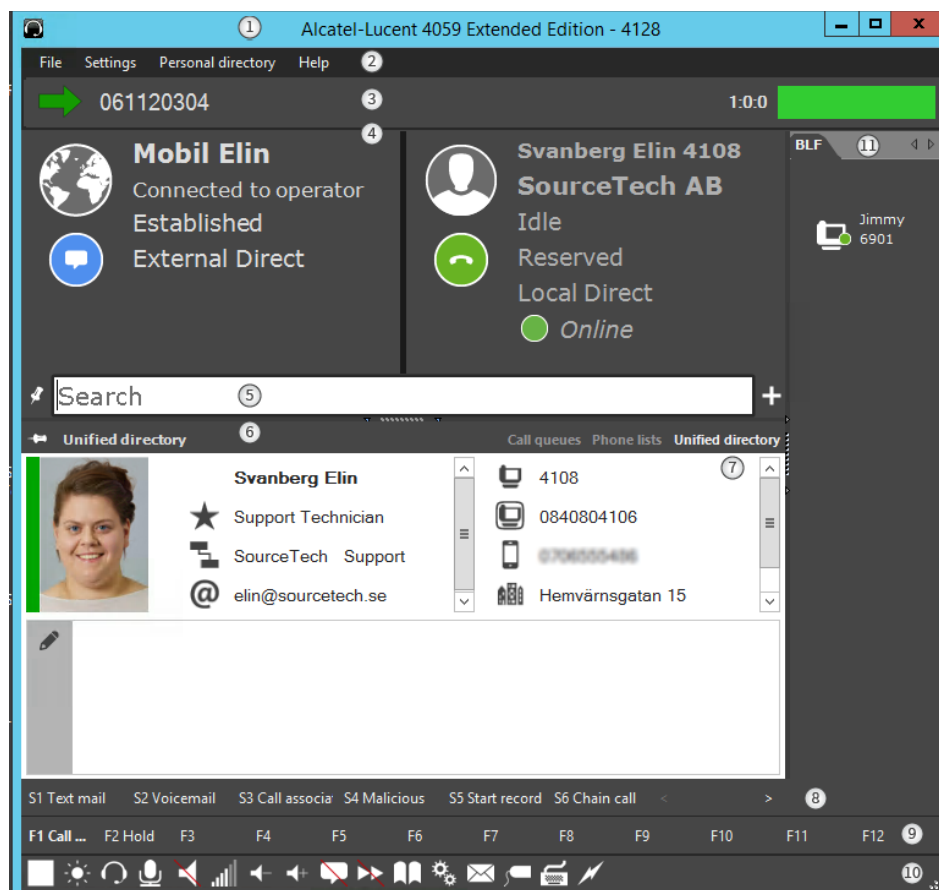 1 Alcatel-Lucent 4059 Extended Edition - 4128
File Settings Personal directory Help 2
061120304 3 1:0:0
4
BLF 11
Mobil Elin
Connected to operator
Established
External Direct
Svanberg Elin 4108
SourceTech AB
Idle
Reserved
Local Direct
Online
Jimmy
6901
Search 5 +
Unified directory 6 Call queues Phone lists Unified directory
7
Svanberg Elin
Support Technician
SourceTech Support
@ elin@sourcetech.se
4108
0840804106
Hemvärnsgatan 15
S1 Text mail S2 Voicemail S3 Call associa S4 Malicious S5 Start record S6 Chain call < > 8
F1 Call ... F2 Hold F3 F4 F5 F6 F7 F8 F9 F10 F11 F12 9
10